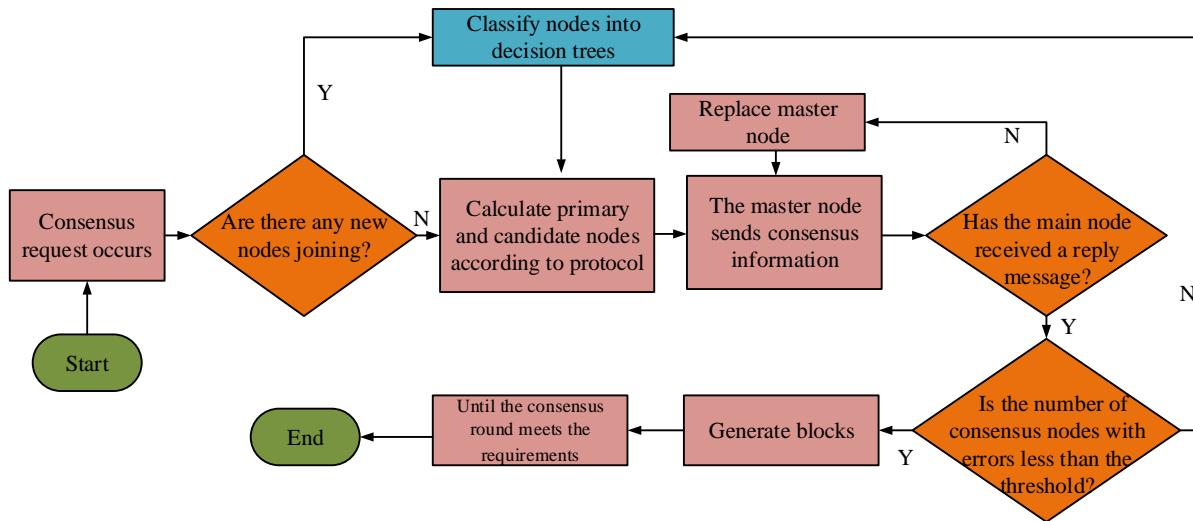 Classify nodes into
decision trees
Y
Replace master
node
N
Consensus
request occurs
Are there any new
nodes joining?
N
Calculate primary
and candidate nodes
according to protocol
The master node
sends consensus
information
Has the main node
received a reply
message?
N
Y
Start
End
Until the consensus
round meets the
requirements
Generate blocks
Y
Is the number of
consensus nodes with
errors less than the
threshold?